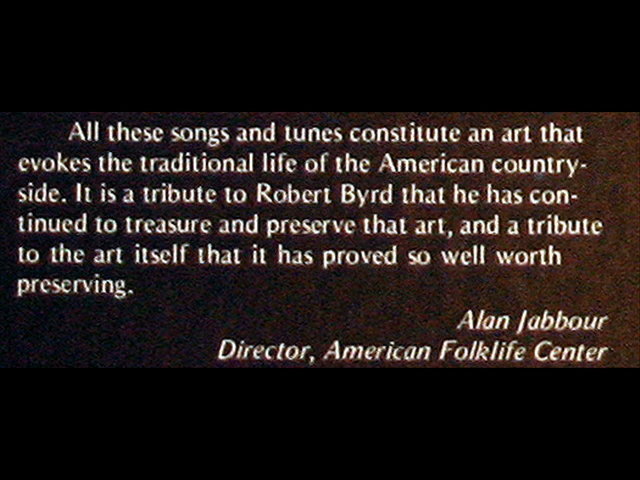 All these songs and tunes constitute an art that
evokes the traditional life of the American country-
side. It is a tribute to Robert Byrd that he has con-
tinued to treasure and preserve that art, and a tribute
to the art itself that it has proved so well worth
preserving.
Alan Jabbour
Director, American Folklife Center